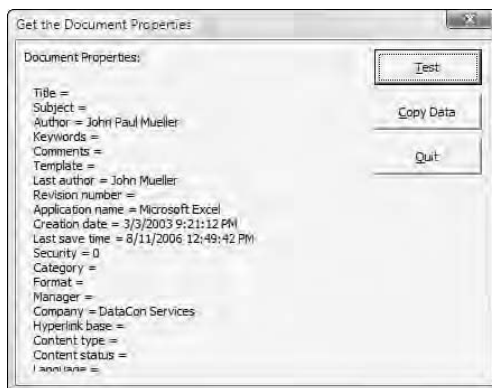 Get the Document Properties
Document Properties:
Test
Copy Data
Quit
Title =
Subject =
Author = John Paul Mueller
Keywords =
Comments =
Template =
Last author = John Mueller
Revision number =
Application name = Microsoft Excel
Creation date = 3/3/2003 9:21:12 PM
Last save time = 8/11/2006 12:49:42 PM
Security = 0
Category =
Format =
Manager =
Company = DataCon Services
Hyperlink base =
Content type =
Content status =
Language =